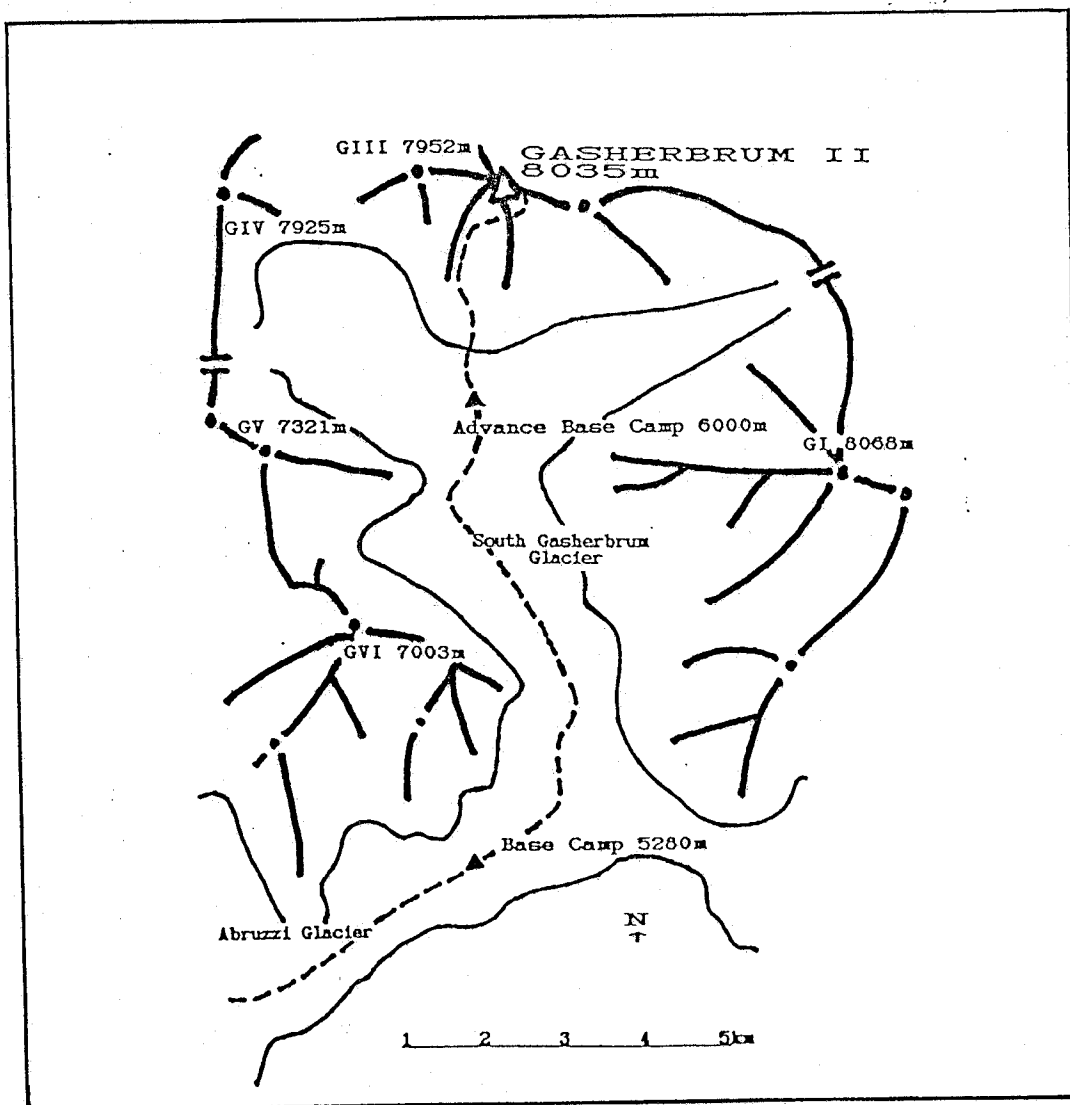 GIII 7952m
GASHERBRUM II
8035m
GIV 7925m
GV 7321m
Advance Base Camp 6000m
GI 8068m
South Gasherbrum
Glacier
GVI 7003m
Base Camp 5280m
Abruzzi Glacier
N
1 2 3 4 5km